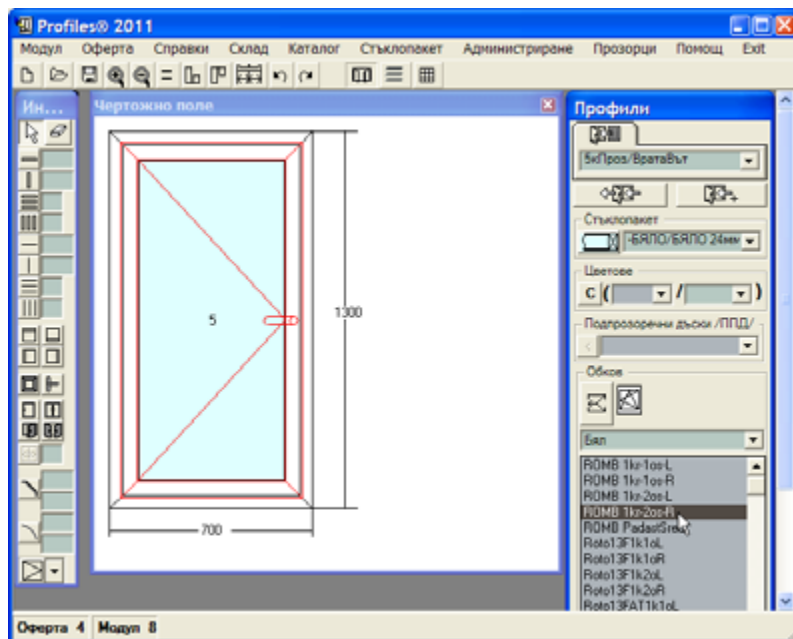 Profiles® 2011
Модул Оферта Справки Склад Каталог Стъклопакет Администриране Прозорци Помощ Exit
Ин...
Чертожно поле
Профили
5кПроз/ВратаВът
Стъклопакет
-БЯЛО/БЯЛО 24мм
Цветове
C ( / )
Подпрозоречни дъски /ППД/
<
Обков
Бял
ROMB 1kr-1os-L
ROMB 1kr-1os-R
ROMB 1kr-2os-L
ROMB 1kr-2os-R
ROMB
Roto13F1k1oL
Roto13F1k1oR
Roto13F1k2oL
Roto13F1k2oR
Roto13FAT1k1oL
5
1300
700
Оферта 4 Модул 8